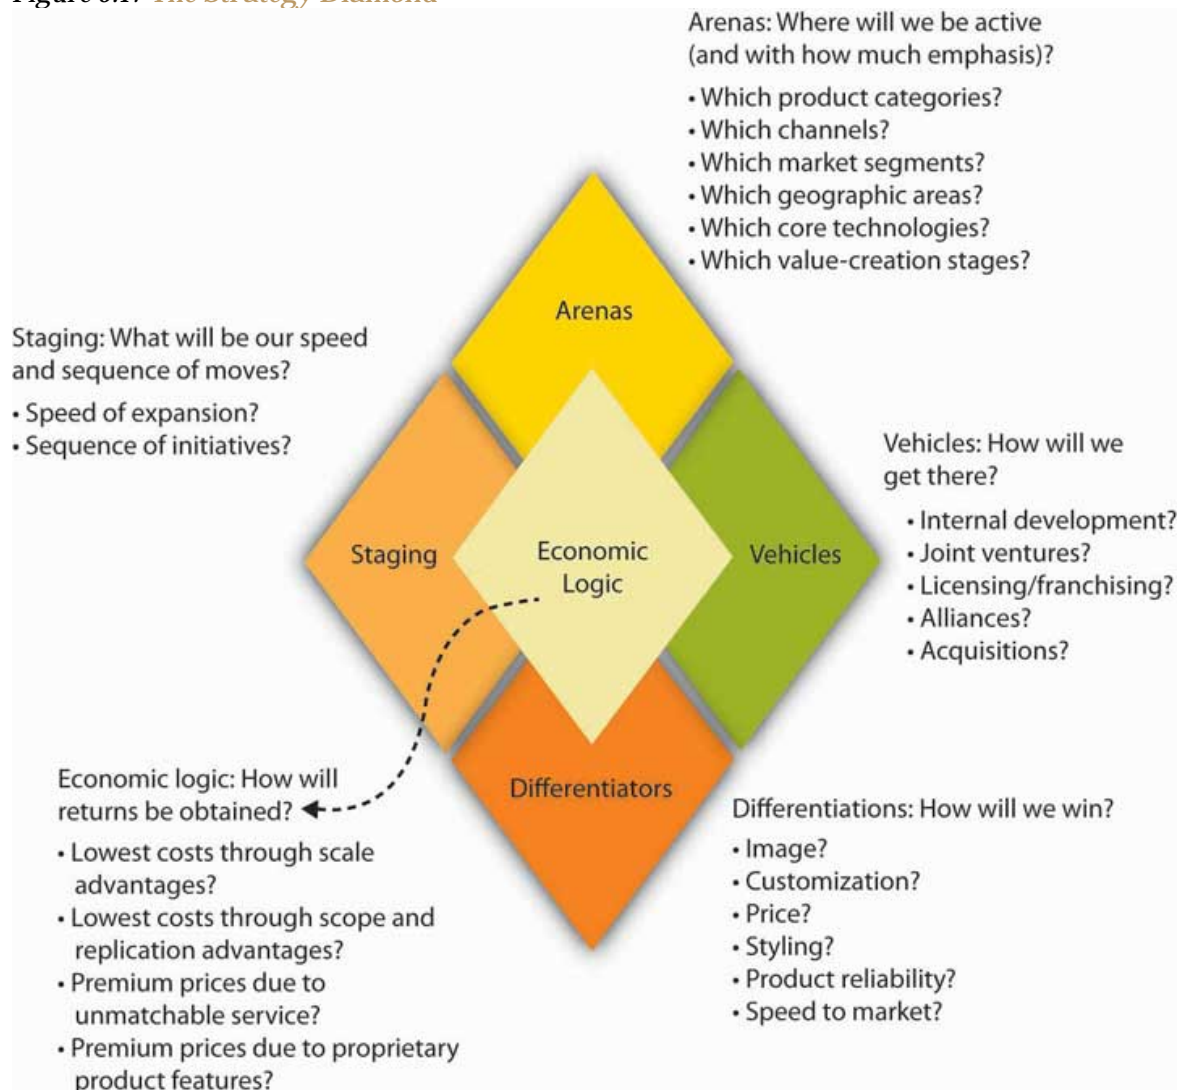 The Strategy Diamond
Arenas: Where will we be active
(and with how much emphasis)?
• Which product categories?
• Which channels?
• Which market segments?
• Which geographic areas?
• Which core technologies?
• Which value-creation stages?
Arenas
Staging: What will be our speed
and sequence of moves?
• Speed of expansion?
• Sequence of initiatives?
Vehicles: How will we
get there?
• Internal development?
• Joint ventures?
• Licensing/franchising?
• Alliances?
• Acquisitions?
Staging
Economic
Logic
Vehicles
Economic logic: How will
returns be obtained?
• Lowest costs through scale
advantages?
• Lowest costs through scope and
replication advantages?
• Premium prices due to
unmatchable service?
• Premium prices due to proprietary
product features?
Differentiators
Differentiations: How will we win?
• Image?
• Customization?
• Price?
• Styling?
• Product reliability?
• Speed to market?